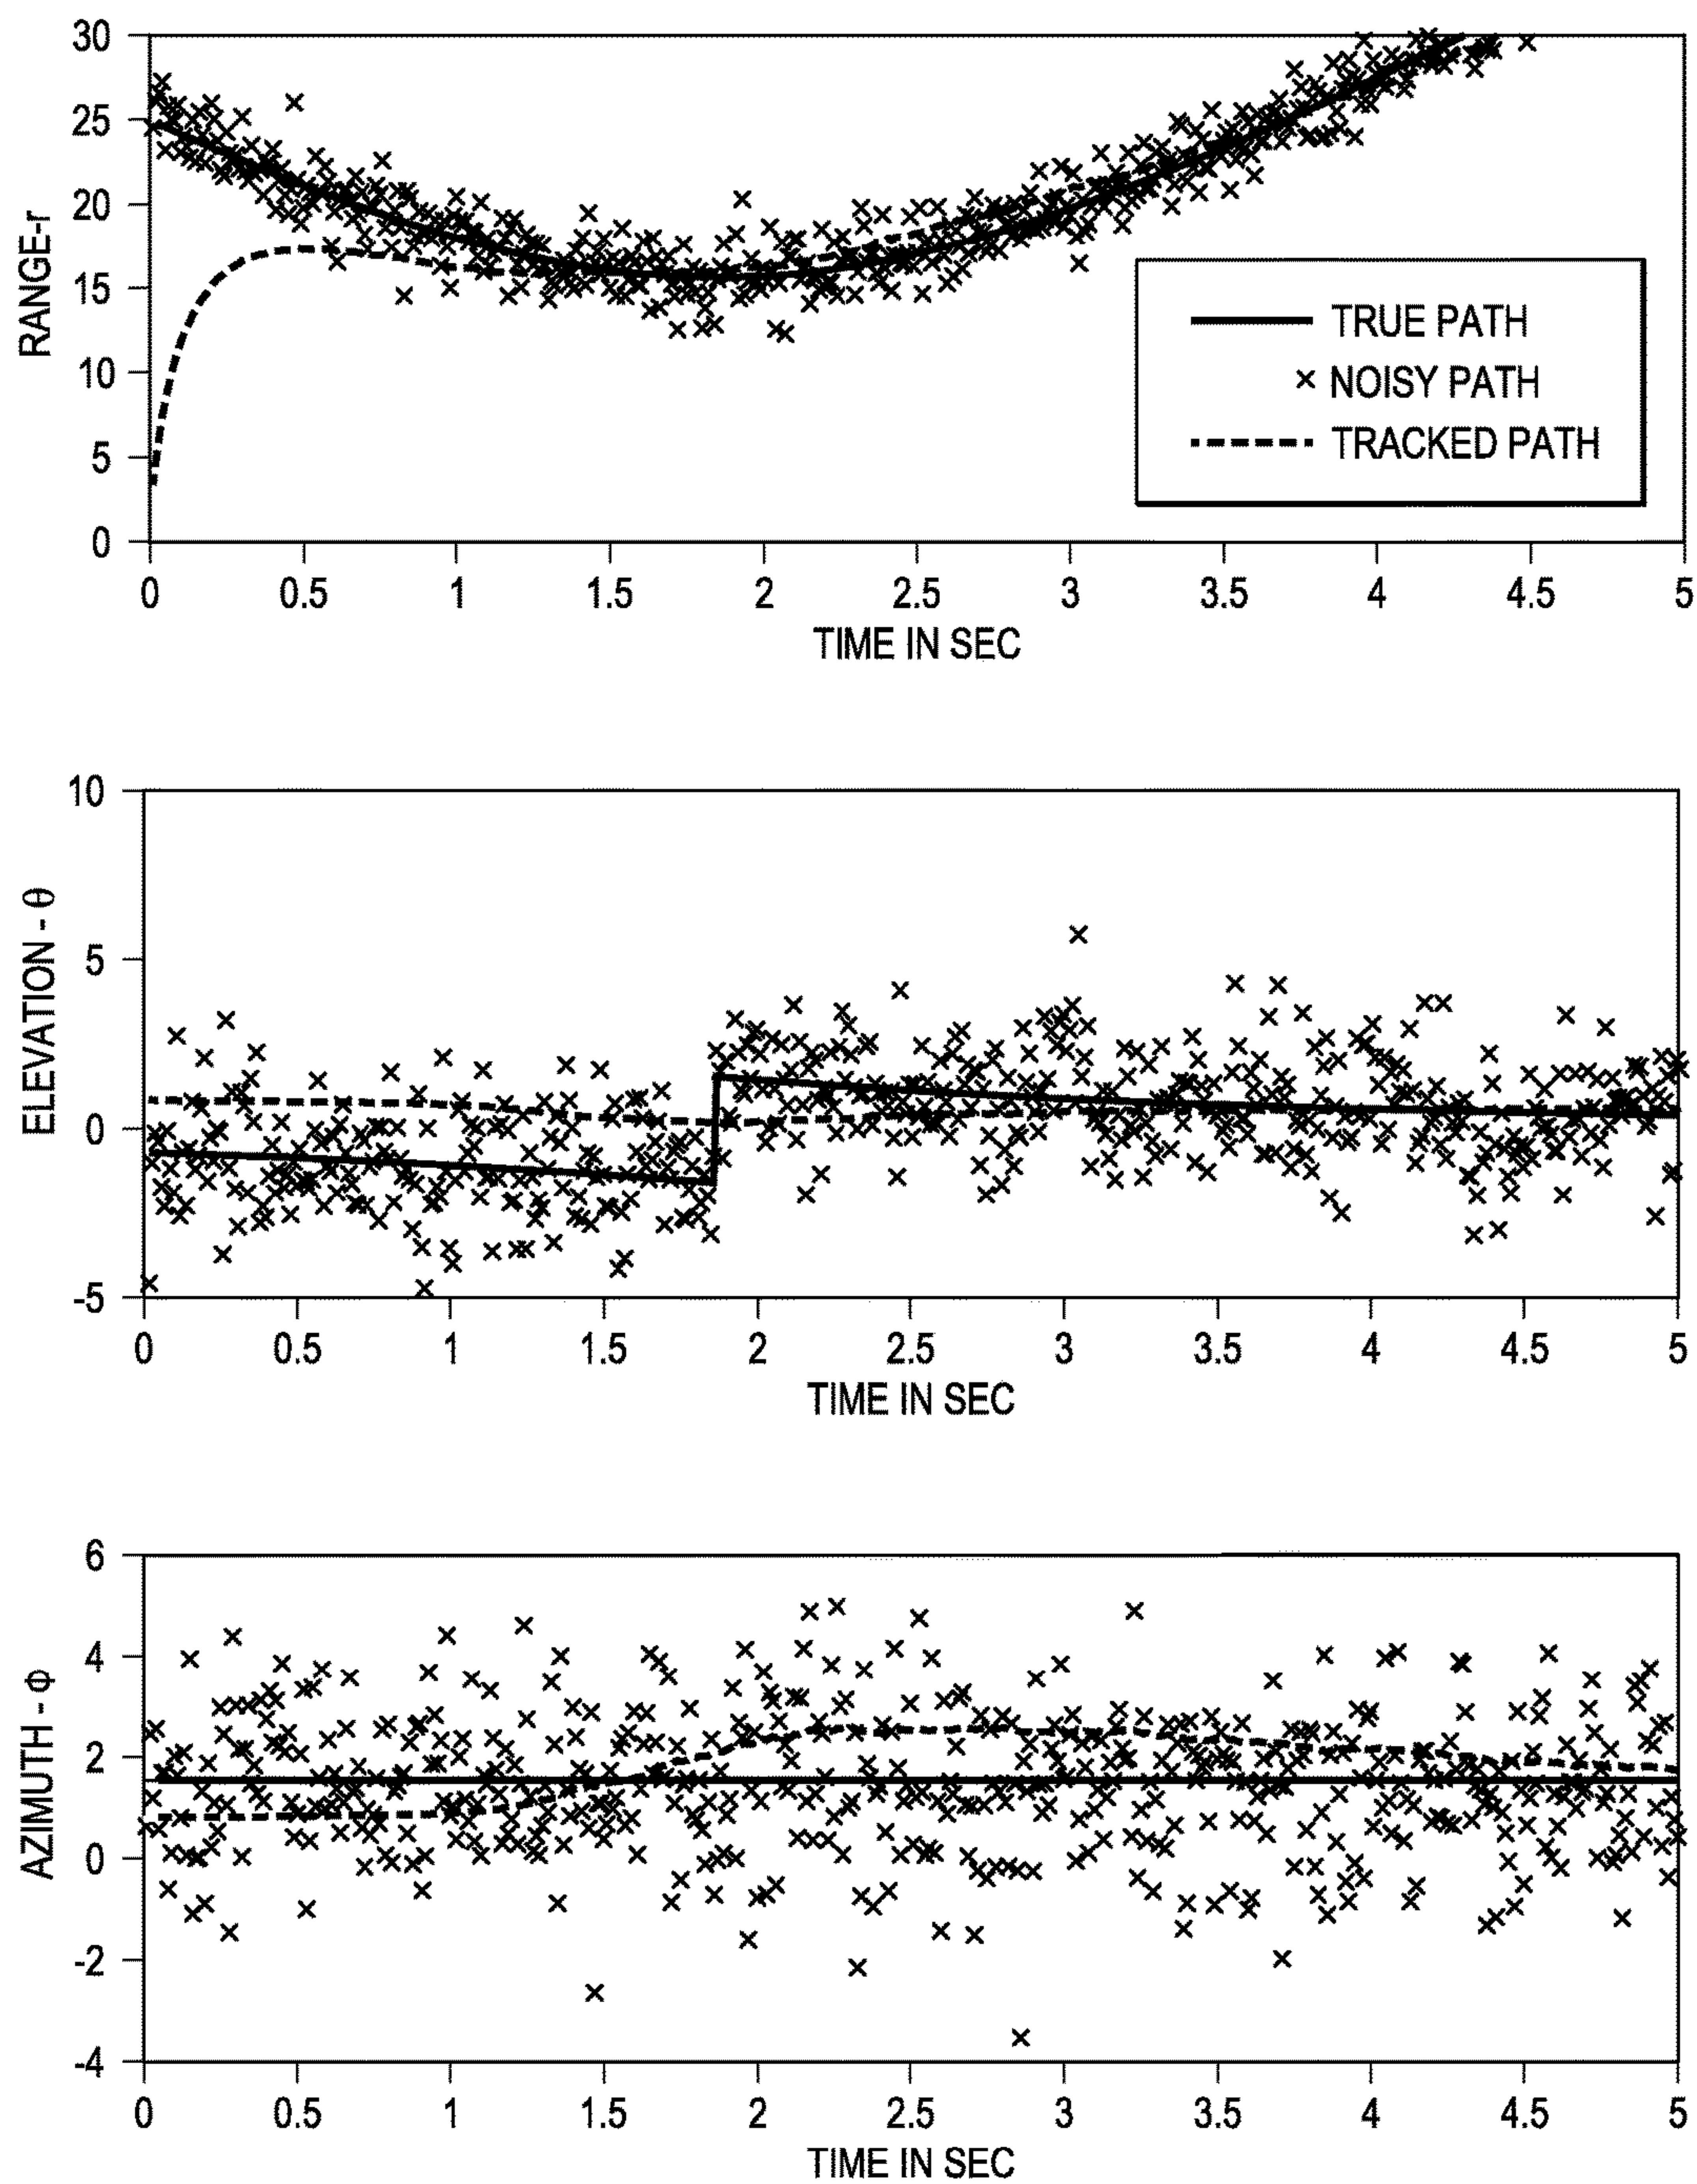 30
25
20
15
10
5
0
RANGE-r
TRUE PATH
NOISY PATH
TRACKED PATH
0 0.5 1 1.5 2 2.5 3 3.5 4 4.5 5
TIME IN SEC
10
5
0
-5
ELEVATION - θ
0 0.5 1 1.5 2 2.5 3 3.5 4 4.5 5
TIME IN SEC
6
4
2
0
-2
-4
AZIMUTH - φ
0 0.5 1 1.5 2 2.5 3 3.5 4 4.5 5
TIME IN SEC